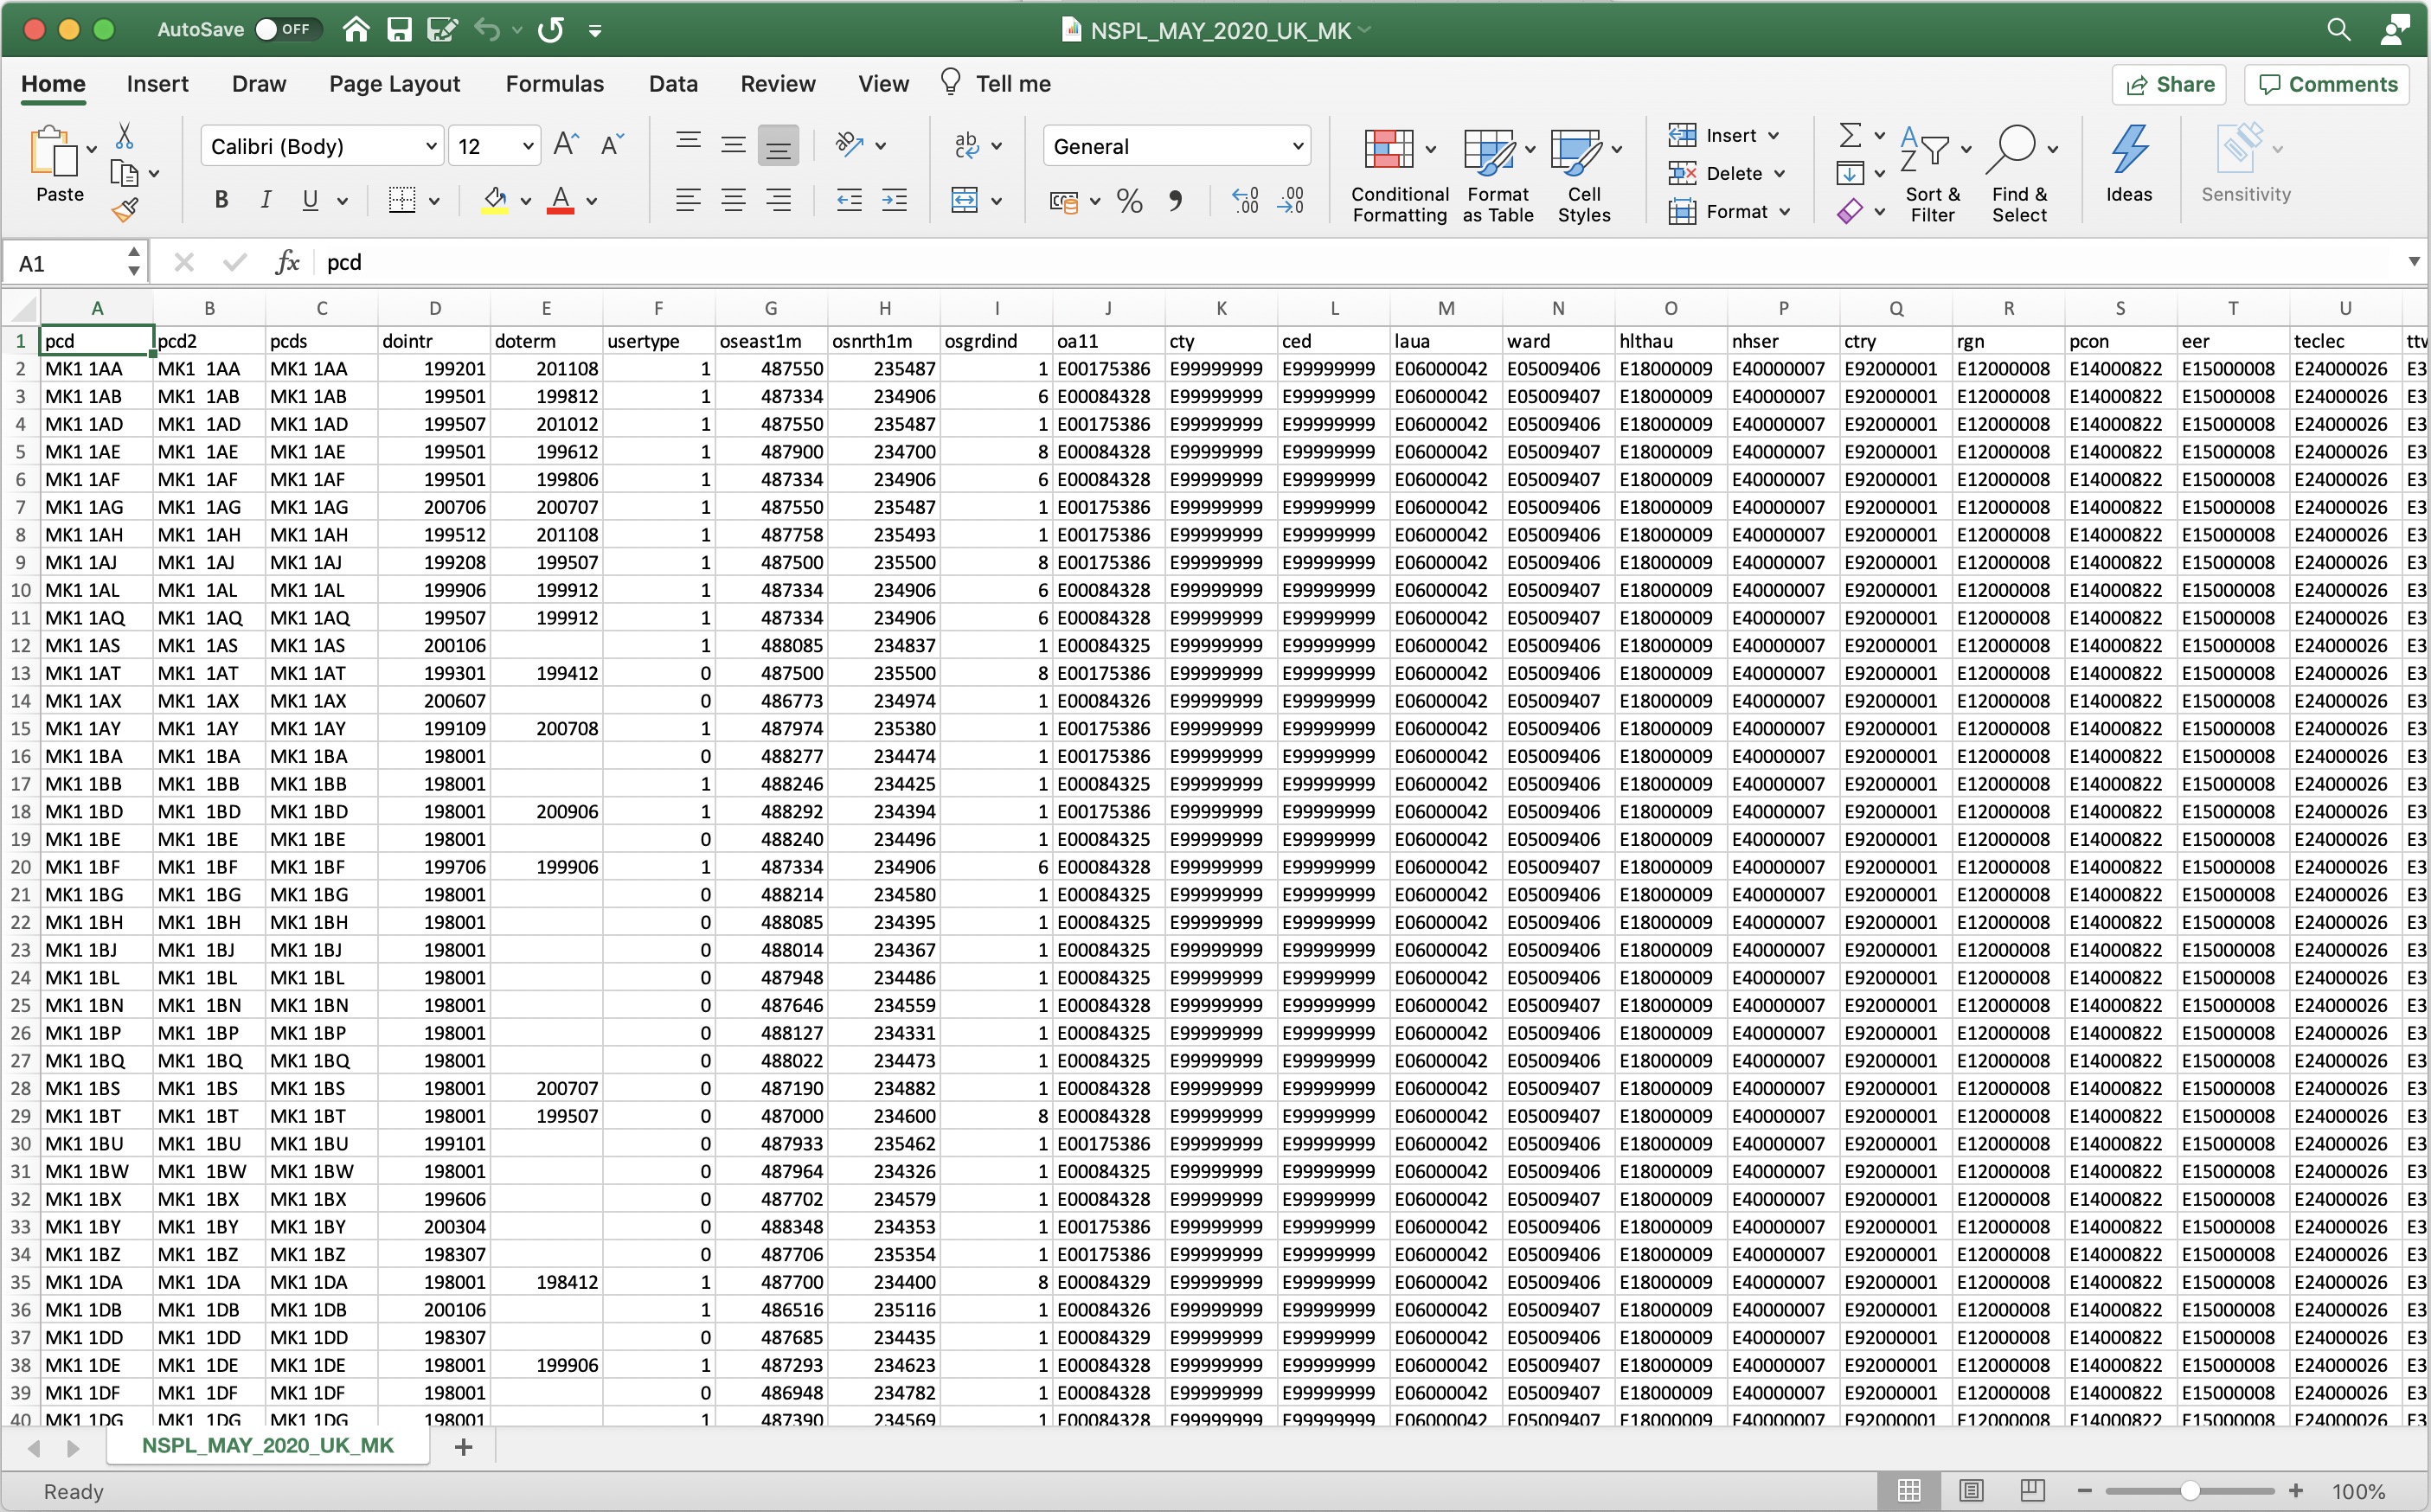 AutoSave OFF NSPL_MAY_2020_UK_MK
Home Insert Draw Page Layout Formulas Data Review View Tell me Share Comments
Paste Calibri (Body) 12 General Conditional Formatting Format as Table Cell Styles Insert Delete Format Sort & Filter Find & Select Ideas Sensitivity
A1 fx pcd
A B C D E F G H I J K L M N O P Q R S T U
1 pcd pcd2 pcds dointr doterm usertype oseast1m osnrth1m osgrdind oa11 cty ced laua ward hlthau nhser ctry rgn pcon eer teclec
2 MK1 1AA MK1  1AA MK1 1AA 199201 201108 1 487550 235487 1 E00175386 E99999999 E99999999 E06000042 E05009406 E18000009 E40000007 E92000001 E12000008 E14000822 E15000008 E24000026 E3
3 MK1 1AB MK1  1AB MK1 1AB 199501 199812 1 487334 234906 6 E00084328 E99999999 E99999999 E06000042 E05009407 E18000009 E40000007 E92000001 E12000008 E14000822 E15000008 E24000026 E3
4 MK1 1AD MK1  1AD MK1 1AD 199507 201012 1 487550 235487 1 E00175386 E99999999 E99999999 E06000042 E05009406 E18000009 E40000007 E92000001 E12000008 E14000822 E15000008 E24000026 E3
5 MK1 1AE MK1  1AE MK1 1AE 199501 199612 1 487900 234700 8 E00084328 E99999999 E99999999 E06000042 E05009407 E18000009 E40000007 E92000001 E12000008 E14000822 E15000008 E24000026 E3
6 MK1 1AF MK1  1AF MK1 1AF 199501 199806 1 487334 234906 6 E00084328 E99999999 E99999999 E06000042 E05009407 E18000009 E40000007 E92000001 E12000008 E14000822 E15000008 E24000026 E3
7 MK1 1AG MK1  1AG MK1 1AG 200706 200707 1 487550 235487 1 E00175386 E99999999 E99999999 E06000042 E05009406 E18000009 E40000007 E92000001 E12000008 E14000822 E15000008 E24000026 E3
8 MK1 1AH MK1  1AH MK1 1AH 199512 201108 1 487758 235493 1 E00175386 E99999999 E99999999 E06000042 E05009406 E18000009 E40000007 E92000001 E12000008 E14000822 E15000008 E24000026 E3
9 MK1 1AJ MK1  1AJ MK1 1AJ 199208 199507 1 487500 235500 8 E00175386 E99999999 E99999999 E06000042 E05009406 E18000009 E40000007 E92000001 E12000008 E14000822 E15000008 E24000026 E3
10 MK1 1AL MK1  1AL MK1 1AL 199906 199912 1 487334 234906 6 E00084328 E99999999 E99999999 E06000042 E05009407 E18000009 E40000007 E92000001 E12000008 E14000822 E15000008 E24000026 E3
11 MK1 1AQ MK1  1AQ MK1 1AQ 199507 199912 1 487334 234906 6 E00084328 E99999999 E99999999 E06000042 E05009407 E18000009 E40000007 E92000001 E12000008 E14000822 E15000008 E24000026 E3
12 MK1 1AS MK1  1AS MK1 1AS 200106 1 488085 234837 1 E00084325 E99999999 E99999999 E06000042 E05009406 E18000009 E40000007 E92000001 E12000008 E14000822 E15000008 E24000026 E3
13 MK1 1AT MK1  1AT MK1 1AT 199301 199412 0 487500 235500 8 E00175386 E99999999 E99999999 E06000042 E05009406 E18000009 E40000007 E92000001 E12000008 E14000822 E15000008 E24000026 E3
14 MK1 1AX MK1  1AX MK1 1AX 200607 0 486773 234974 1 E00084326 E99999999 E99999999 E06000042 E05009407 E18000009 E40000007 E92000001 E12000008 E14000822 E15000008 E24000026 E3
15 MK1 1AY MK1  1AY MK1 1AY 199109 200708 1 487974 235380 1 E00175386 E99999999 E99999999 E06000042 E05009406 E18000009 E40000007 E92000001 E12000008 E14000822 E15000008 E24000026 E3
16 MK1 1BA MK1  1BA MK1 1BA 198001 0 488277 234474 1 E00175386 E99999999 E99999999 E06000042 E05009406 E18000009 E40000007 E92000001 E12000008 E14000822 E15000008 E24000026 E3
17 MK1 1BB MK1  1BB MK1 1BB 198001 1 488246 234425 1 E00084325 E99999999 E99999999 E06000042 E05009406 E18000009 E40000007 E92000001 E12000008 E14000822 E15000008 E24000026 E3
18 MK1 1BD MK1  1BD MK1 1BD 198001 200906 1 488292 234394 1 E00175386 E99999999 E99999999 E06000042 E05009406 E18000009 E40000007 E92000001 E12000008 E14000822 E15000008 E24000026 E3
19 MK1 1BE MK1  1BE MK1 1BE 198001 0 488240 234496 1 E00084325 E99999999 E99999999 E06000042 E05009406 E18000009 E40000007 E92000001 E12000008 E14000822 E15000008 E24000026 E3
20 MK1 1BF MK1  1BF MK1 1BF 199706 199906 1 487334 234906 6 E00084328 E99999999 E99999999 E06000042 E05009407 E18000009 E40000007 E92000001 E12000008 E14000822 E15000008 E24000026 E3
21 MK1 1BG MK1  1BG MK1 1BG 198001 0 488214 234580 1 E00084325 E99999999 E99999999 E06000042 E05009406 E18000009 E40000007 E92000001 E12000008 E14000822 E15000008 E24000026 E3
22 MK1 1BH MK1  1BH MK1 1BH 198001 0 488085 234395 1 E00084325 E99999999 E99999999 E06000042 E05009406 E18000009 E40000007 E92000001 E12000008 E14000822 E15000008 E24000026 E3
23 MK1 1BJ MK1  1BJ MK1 1BJ 198001 0 488014 234367 1 E00084325 E99999999 E99999999 E06000042 E05009406 E18000009 E40000007 E92000001 E12000008 E14000822 E15000008 E24000026 E3
24 MK1 1BL MK1  1BL MK1 1BL 198001 0 487948 234486 1 E00084325 E99999999 E99999999 E06000042 E05009406 E18000009 E40000007 E92000001 E12000008 E14000822 E15000008 E24000026 E3
25 MK1 1BN MK1  1BN MK1 1BN 198001 0 487646 234559 1 E00084328 E99999999 E99999999 E06000042 E05009407 E18000009 E40000007 E92000001 E12000008 E14000822 E15000008 E24000026 E3
26 MK1 1BP MK1  1BP MK1 1BP 198001 0 488127 234331 1 E00084325 E99999999 E99999999 E06000042 E05009406 E18000009 E40000007 E92000001 E12000008 E14000822 E15000008 E24000026 E3
27 MK1 1BQ MK1  1BQ MK1 1BQ 198001 0 488022 234473 1 E00084325 E99999999 E99999999 E06000042 E05009406 E18000009 E40000007 E92000001 E12000008 E14000822 E15000008 E24000026 E3
28 MK1 1BS MK1  1BS MK1 1BS 198001 200707 0 487190 234882 1 E00084328 E99999999 E99999999 E06000042 E05009407 E18000009 E40000007 E92000001 E12000008 E14000822 E15000008 E24000026 E3
29 MK1 1BT MK1  1BT MK1 1BT 198001 199507 0 487000 234600 8 E00084328 E99999999 E99999999 E06000042 E05009407 E18000009 E40000007 E92000001 E12000008 E14000822 E15000008 E24000026 E3
30 MK1 1BU MK1  1BU MK1 1BU 199101 0 487933 235462 1 E00175386 E99999999 E99999999 E06000042 E05009406 E18000009 E40000007 E92000001 E12000008 E14000822 E15000008 E24000026 E3
31 MK1 1BW MK1  1BW MK1 1BW 198001 0 487964 234326 1 E00084325 E99999999 E99999999 E06000042 E05009406 E18000009 E40000007 E92000001 E12000008 E14000822 E15000008 E24000026 E3
32 MK1 1BX MK1  1BX MK1 1BX 199606 0 487702 234579 1 E00084328 E99999999 E99999999 E06000042 E05009407 E18000009 E40000007 E92000001 E12000008 E14000822 E15000008 E24000026 E3
33 MK1 1BY MK1  1BY MK1 1BY 200304 0 488348 234353 1 E00175386 E99999999 E99999999 E06000042 E05009406 E18000009 E40000007 E92000001 E12000008 E14000822 E15000008 E24000026 E3
34 MK1 1BZ MK1  1BZ MK1 1BZ 198307 0 487706 235354 1 E00175386 E99999999 E99999999 E06000042 E05009406 E18000009 E40000007 E92000001 E12000008 E14000822 E15000008 E24000026 E3
35 MK1 1DA MK1  1DA MK1 1DA 198001 198412 1 487700 234400 8 E00084329 E99999999 E99999999 E06000042 E05009406 E18000009 E40000007 E92000001 E12000008 E14000822 E15000008 E24000026 E3
36 MK1 1DB MK1  1DB MK1 1DB 200106 1 486516 235116 1 E00084326 E99999999 E99999999 E06000042 E05009407 E18000009 E40000007 E92000001 E12000008 E14000822 E15000008 E24000026 E3
37 MK1 1DD MK1  1DD MK1 1DD 198307 0 487685 234435 1 E00084329 E99999999 E99999999 E06000042 E05009406 E18000009 E40000007 E92000001 E12000008 E14000822 E15000008 E24000026 E3
38 MK1 1DE MK1  1DE MK1 1DE 198001 199906 1 487293 234623 1 E00084328 E99999999 E99999999 E06000042 E05009407 E18000009 E40000007 E92000001 E12000008 E14000822 E15000008 E24000026 E3
39 MK1 1DF MK1  1DF MK1 1DF 198001 0 486948 234782 1 E00084328 E99999999 E99999999 E06000042 E05009407 E18000009 E40000007 E92000001 E12000008 E14000822 E15000008 E24000026 E3
40 MK1 1DG MK1  1DG MK1 1DG 198001 1 487390 234569 1 E00084328 E99999999 E99999999 E06000042 E05009407 E18000009 E40000007 E92000001 E12000008 E14000822 E15000008 E24000026 E3
NSPL_MAY_2020_UK_MK
Ready 100%